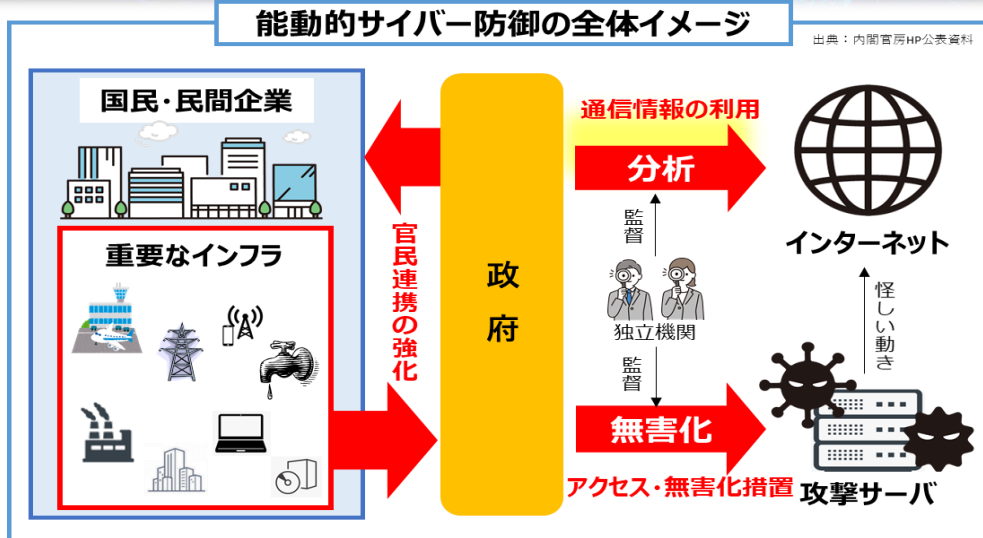 能動的サイバー防御の全体イメージ
出典：内閣官房HP公表資料
国民・民間企業
重要なインフラ
官民連携の強化
政府
通信情報の利用
分析
監督
独立機関
監督
無害化
アクセス・無害化措置
インターネット
怪しい動き
攻撃サーバ